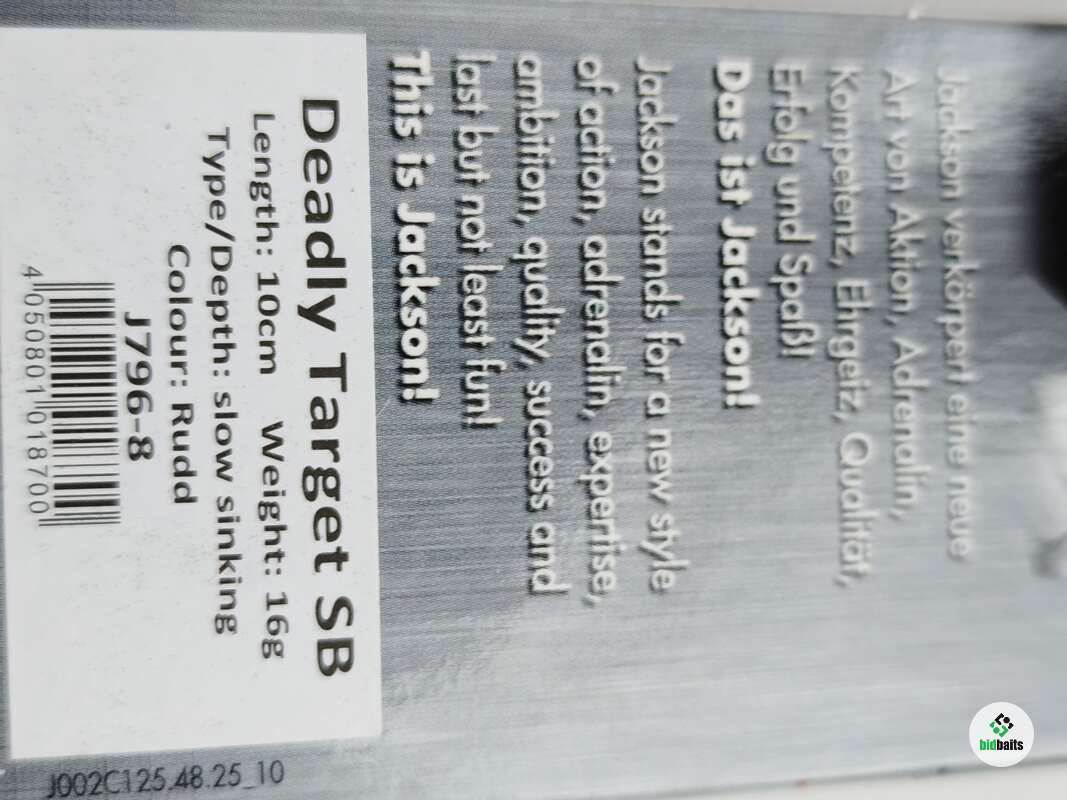 Jackson verkörpert eine neue
Art von Aktion, Adrenalin,
Kompetenz, Ehrgeiz, Qualität,
Erfolg und Spaß!
Das ist Jackson!
Jackson stands for a new style
of action, adrenalin, expertise,
ambition, quality, success and
last but not least fun!
This is Jackson!
Deadly Target SB
Length: 10cm Weight: 16g
Type/Depth: slow sinking
Colour: Rudd
J796-8
4 050801 018700
J002C125.48.25_10
bidbaits